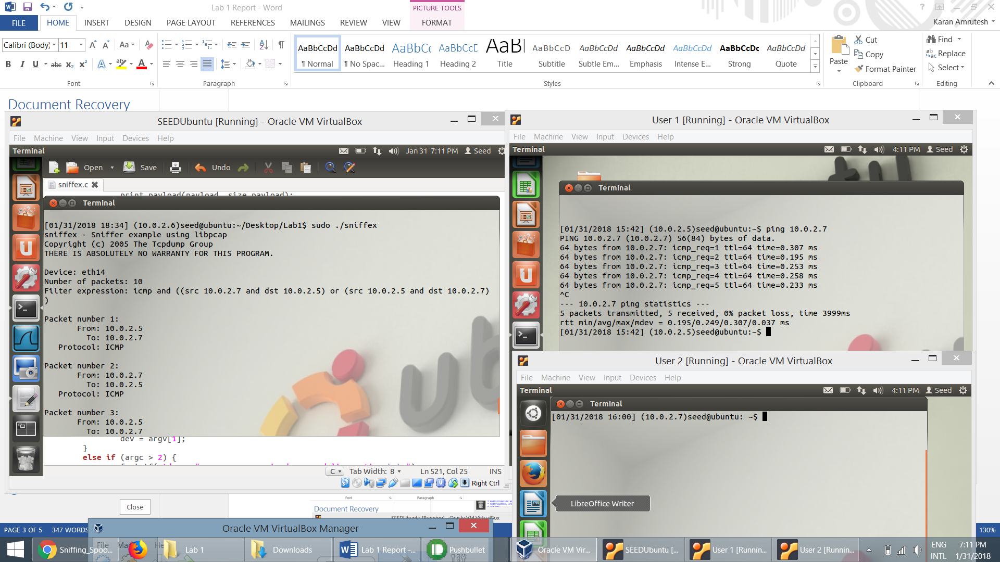 Lab 1 Report - Word
PICTURE TOOLS
FILE HOME INSERT DESIGN PAGE LAYOUT REFERENCES MAILINGS REVIEW VIEW FORMAT
Karan Amrutesh
Calibri (Body) 11
Font
Paragraph
AaBbCcDd AaBbCcDd AaBbCc AaBbCcD AaBl AaBbCcD AaBbCcDd AaBbCcDd AaBbCcDd AaBbCcDc AaBbCcDd
¶ Normal ¶ No Spac... Heading 1 Heading 2 Title Subtitle Subtle Em... Emphasis Intense E... Strong Quote
Styles
Paste
Cut
Copy
Format Painter
Clipboard
Find
Replace
Select
Editing
Document Recovery
SEEDUbuntu [Running] - Oracle VM VirtualBox
File Machine View Input Devices Help
Terminal
Jan 31 7:11 PM Seed
Open Save Undo
sniffex.c
print_payload(payload, size_payload);
Terminal
[01/31/2018 18:34] (10.0.2.6)seed@ubuntu:~/Desktop/Lab1$ sudo ./sniffex
sniffex - Sniffer example using libpcap
Copyright (c) 2005 The Tcpdump Group
THERE IS ABSOLUTELY NO WARRANTY FOR THIS PROGRAM.
Device: eth14
Number of packets: 10
Filter expression: icmp and ((src 10.0.2.7 and dst 10.0.2.5) or (src 10.0.2.5 and dst 10.0.2.7)
)
Packet number 1:
From: 10.0.2.5
To: 10.0.2.7
Protocol: ICMP
Packet number 2:
From: 10.0.2.7
To: 10.0.2.5
Protocol: ICMP
Packet number 3:
From: 10.0.2.5
To: 10.0.2.7
dev = argv[1];
}
else if (argc > 2) {
C Tab Width: 8 Ln 521, Col 25 INS
Right Ctrl
User 1 [Running] - Oracle VM VirtualBox
File Machine View Input Devices Help
Terminal
4:11 PM Seed
Terminal
[01/31/2018 15:42] (10.0.2.5)seed@ubuntu:~$ ping 10.0.2.7
PING 10.0.2.7 (10.0.2.7) 56(84) bytes of data.
64 bytes from 10.0.2.7: icmp_req=1 ttl=64 time=0.307 ms
64 bytes from 10.0.2.7: icmp_req=2 ttl=64 time=0.195 ms
64 bytes from 10.0.2.7: icmp_req=3 ttl=64 time=0.253 ms
64 bytes from 10.0.2.7: icmp_req=4 ttl=64 time=0.258 ms
64 bytes from 10.0.2.7: icmp_req=5 ttl=64 time=0.233 ms
^C
--- 10.0.2.7 ping statistics ---
5 packets transmitted, 5 received, 0% packet loss, time 3999ms
rtt min/avg/max/mdev = 0.195/0.249/0.307/0.037 ms
[01/31/2018 15:42] (10.0.2.5)seed@ubuntu:~$
User 2 [Running] - Oracle VM VirtualBox
File Machine View Input Devices Help
Terminal
4:11 PM Seed
Terminal
[01/31/2018 16:00] (10.0.2.7)seed@ubuntu: ~$
LibreOffice Writer
Close
Font
Paragraph
Document Recovery
SEEDUbuntu [Running] - Oracle VM VirtualBox
PAGE 3 OF 5 347 WORDS
130%
Oracle VM VirtualBox Manager
Sniffing_Spoo...
File
Lab 1
Downloads
Lab 1 Report -...
Pushbullet
Oracle VM Vir...
SEEDUbuntu [...
User 1 [Runnin...
User 2 [Runnin...
ENG
INTL
7:11 PM
1/31/2018